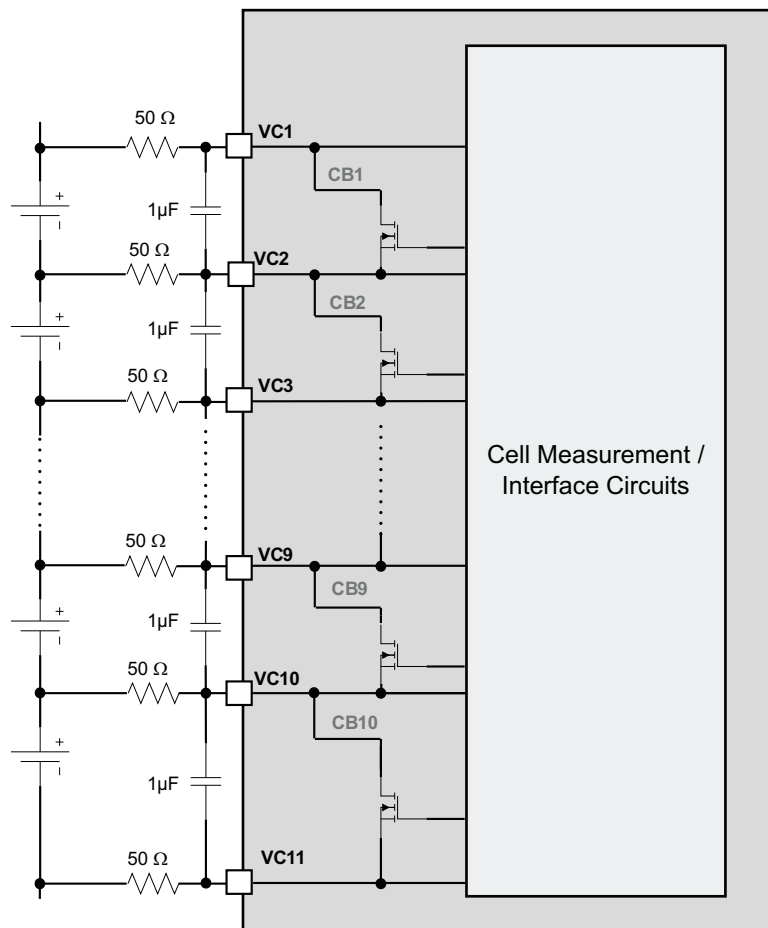 50 Ω
VC1
CB1
+
1µF
–
50 Ω
VC2
CB2
+
1µF
–
50 Ω
VC3
Cell Measurement /
Interface Circuits
50 Ω
VC9
CB9
+
1µF
–
50 Ω
VC10
CB10
+
1µF
–
50 Ω
VC11